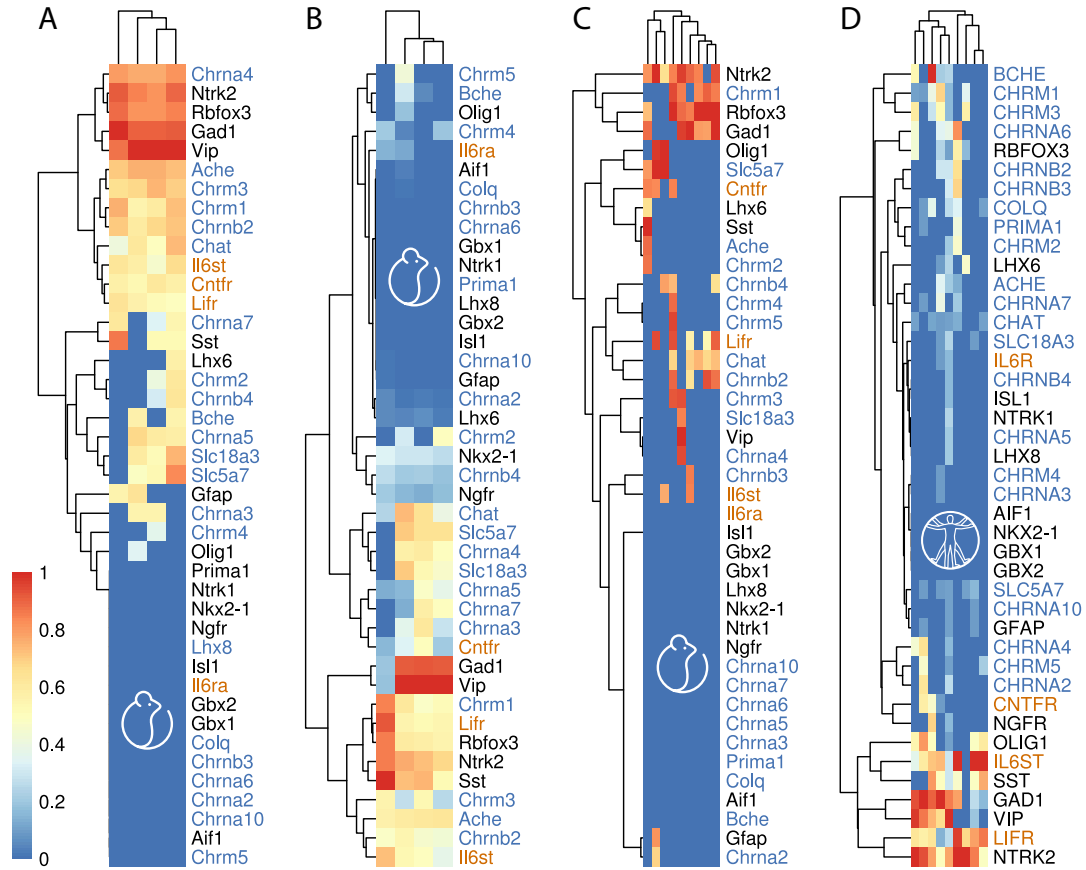 A
B
C
D
Chrna4
Ntrk2
Rbfox3
Gad1
Vip
Ache
Chrm3
Chrm1
Chrnb2
Chat
Il6st
Cntfr
Lifr
Chrna7
Sst
Lhx6
Chrm2
Chrnb4
Bche
Chrna5
Slc18a3
Slc5a7
Gfap
Chrna3
Chrm4
Olig1
Prima1
Ntrk1
Nkx2-1
Ngfr
Lhx8
Isl1
Il6ra
Gbx2
Gbx1
Colq
Chrnb3
Chrna6
Chrna2
Chrna10
Aif1
Chrm5
1
0.8
0.6
0.4
0.2
0
Chrm5
Bche
Olig1
Chrm4
Il6ra
Aif1
Colq
Chrnb3
Chrna6
Gbx1
Ntrk1
Prima1
Lhx8
Gbx2
Isl1
Chrna10
Gfap
Chrna2
Lhx6
Chrm2
Nkx2-1
Chrnb4
Ngfr
Chat
Slc5a7
Chrna4
Slc18a3
Chrna5
Chrna7
Chrna3
Cntfr
Gad1
Vip
Chrm1
Lifr
Rbfox3
Ntrk2
Sst
Chrm3
Ache
Chrnb2
Il6st
Ntrk2
Chrm1
Rbfox3
Gad1
Olig1
Slc5a7
Cntfr
Lhx6
Sst
Ache
Chrm2
Chrnb4
Chrm4
Chrm5
Lifr
Chat
Chrnb2
Chrm3
Slc18a3
Vip
Chrna4
Chrnb3
Il6st
Il6ra
Isl1
Gbx2
Gbx1
Lhx8
Nkx2-1
Ntrk1
Ngfr
Chrna10
Chrna7
Chrna6
Chrna5
Chrna3
Prima1
Colq
Aif1
Bche
Gfap
Chrna2
BCHE
CHRM1
CHRM3
CHRNA6
RBFOX3
CHRNB2
CHRNB3
COLQ
PRIMA1
CHRM2
LHX6
ACHE
CHRNA7
CHAT
SLC18A3
IL6R
CHRNB4
ISL1
NTRK1
CHRNA5
LHX8
CHRM4
CHRNA3
AIF1
NKX2-1
GBX1
GBX2
SLC5A7
CHRNA10
GFAP
CHRNA4
CHRM5
CHRNA2
CNTFR
NGFR
OLIG1
IL6ST
SST
GAD1
VIP
LIFR
NTRK2